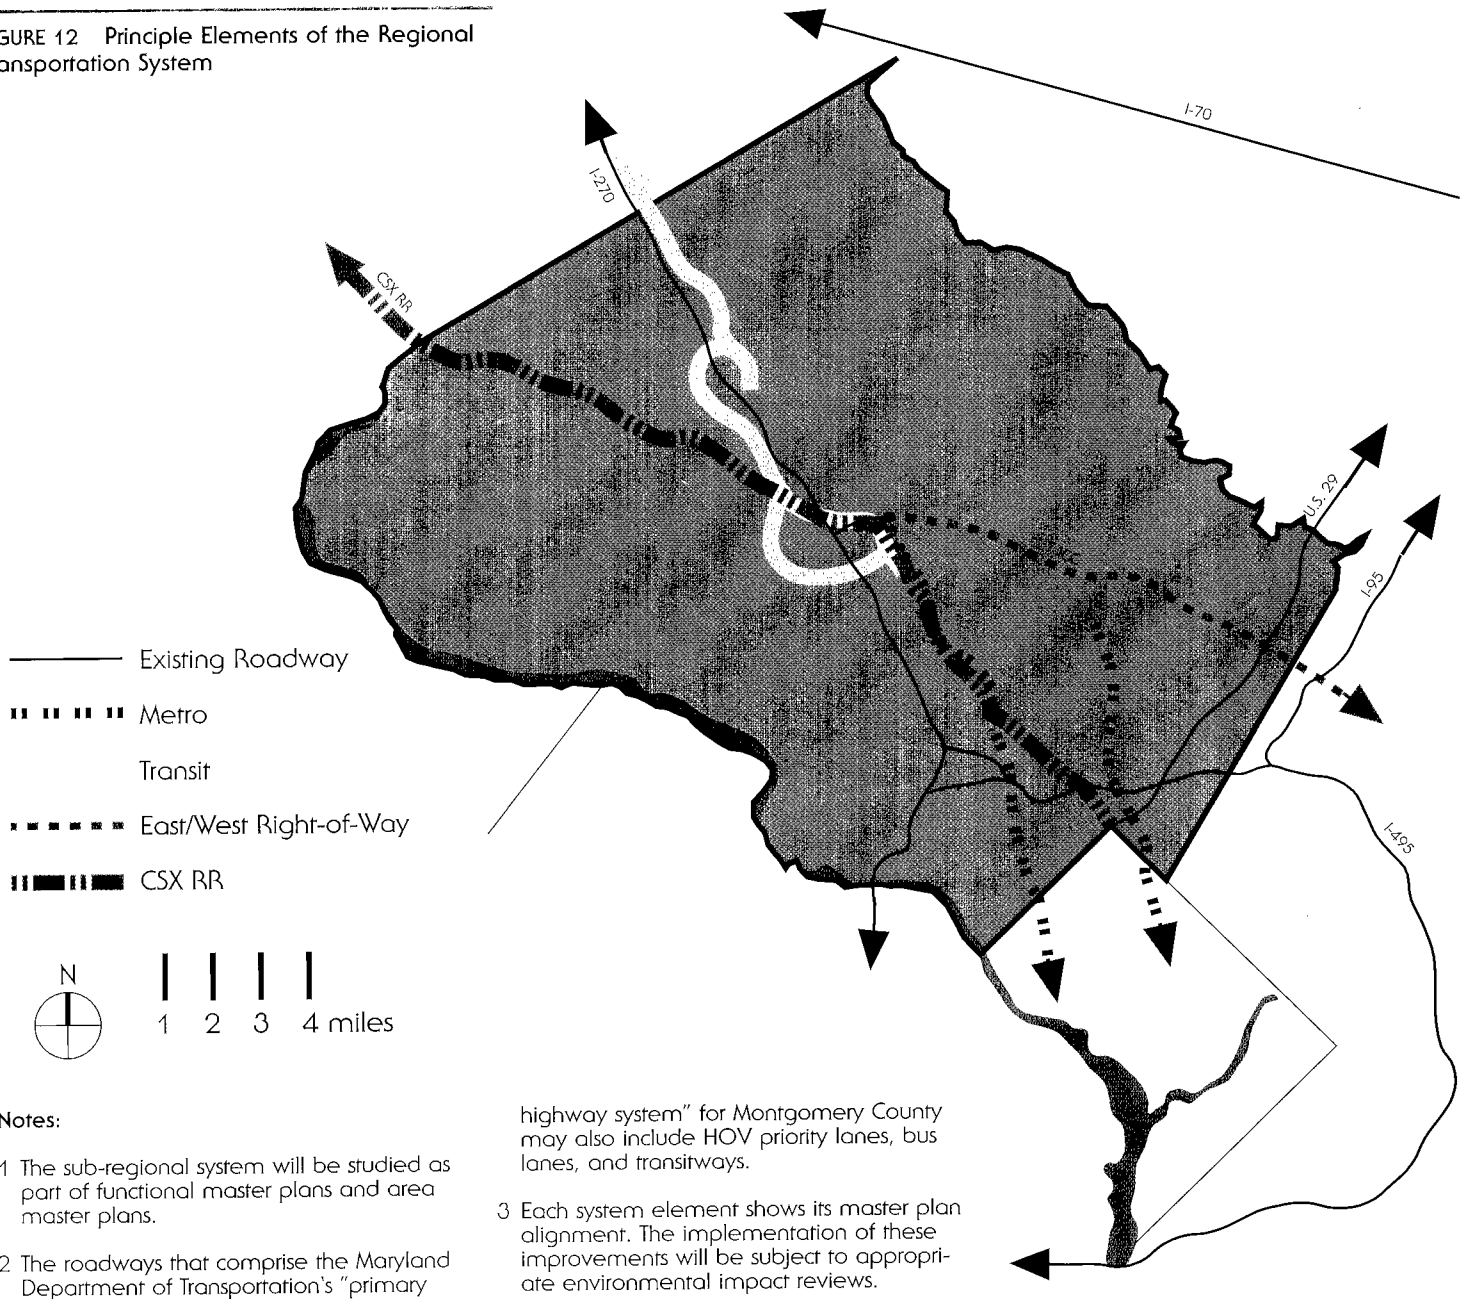 GURE 12 Principle Elements of the Regional
ansportation System
I-70
I-270
CSX RR
U.S. 29
I-95
I-495
Existing Roadway
Metro
Transit
East/West Right-of-Way
CSX RR
N
1 2 3 4 miles
Notes:
1 The sub-regional system will be studied as
part of functional master plans and area
master plans.
2 The roadways that comprise the Maryland
Department of Transportation's "primary
highway system" for Montgomery County
may also include HOV priority lanes, bus
lanes, and transitways.
3 Each system element shows its master plan
alignment. The implementation of these
improvements will be subject to appropri-
ate environmental impact reviews.